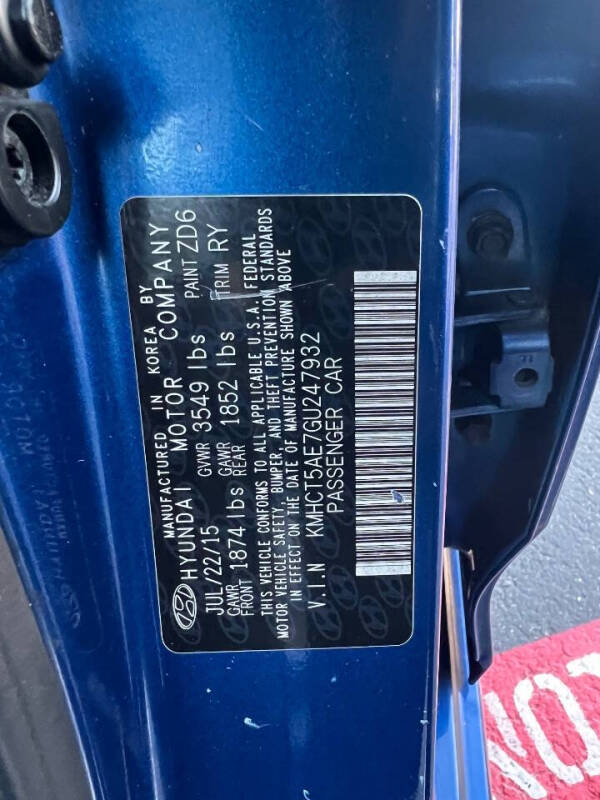 MANUFACTURED IN KOREA BY
HYUNDAI MOTOR COMPANY
JUL/22/15 GVWR 3549 lbs PAINT ZD6
GAWR FRONT 1874 lbs GAWR REAR 1852 lbs TRIM RY
THIS VEHICLE CONFORMS TO ALL APPLICABLE U.S.A. FEDERAL
MOTOR VEHICLE SAFETY, BUMPER, AND THEFT PREVENTION STANDARDS
IN EFFECT ON THE DATE OF MANUFACTURE SHOWN ABOVE
V.I.N KMHCT5AE7GU247932
PASSENGER CAR
NO